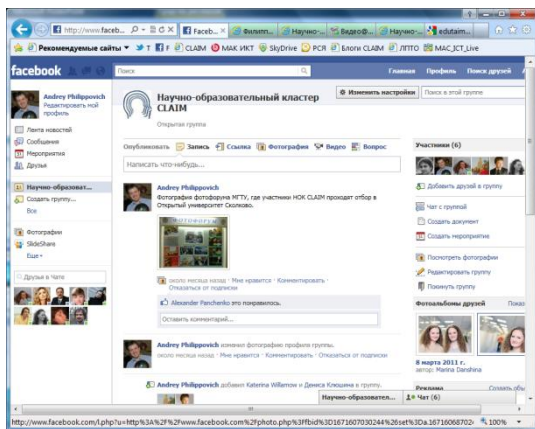 http://www.faceb...
Faceb...
Филипп...
Научно-...
Видео@...
Научно-...
edutaim...
Рекомендуемые сайты
CLAIM
МАК ИКТ
SkyDrive
РСЯ
Блоги CLAIM
ЛПТО
MAC_ICT_Live
facebook
Поиск
Главная
Профиль
Поиск друзей
Andrey Philippovich
Редактировать мой
профиль
Лента новостей
Сообщения
Мероприятия
Друзья
Научно-образоват...
Создать группу...
Все
Фотографии
SlideShare
Еще
Друзья в Чате
Научно-образовательный кластер
CLAIM
Открытая группа
Изменить настройки
Поиск в этой группе
Опубликовать Запись Ссылка Фотография Видео Вопрос
Написать что-нибудь...
Andrey Philippovich
Фотография фотофорума МГТУ, где участники НОК CLAIM проходят отбор в
Открытый университет Сколково.
около месяца назад · Мне нравится · Комментировать ·
Отказаться от подписки
Alexander Panchenko это понравилось.
Оставить комментарий...
Andrey Philippovich изменил фотографию профиля группы.
около месяца назад · Мне нравится · Комментировать · Отказаться от подписки
Andrey Philippovich добавил Katerina Willamow и Дениса Клюшина в группу.
Участники (6)
Добавить друзей в группу
Чат с группой
Создать документ
Создать мероприятие
Посмотреть фотографии
Редактировать группу
Покинуть группу
Фотоальбомы друзей
Показ
8 марта 2011 г.
автор: Marina Danshina
Реклама
Создать объ
Научно-образовател...
Чат (6)
100%